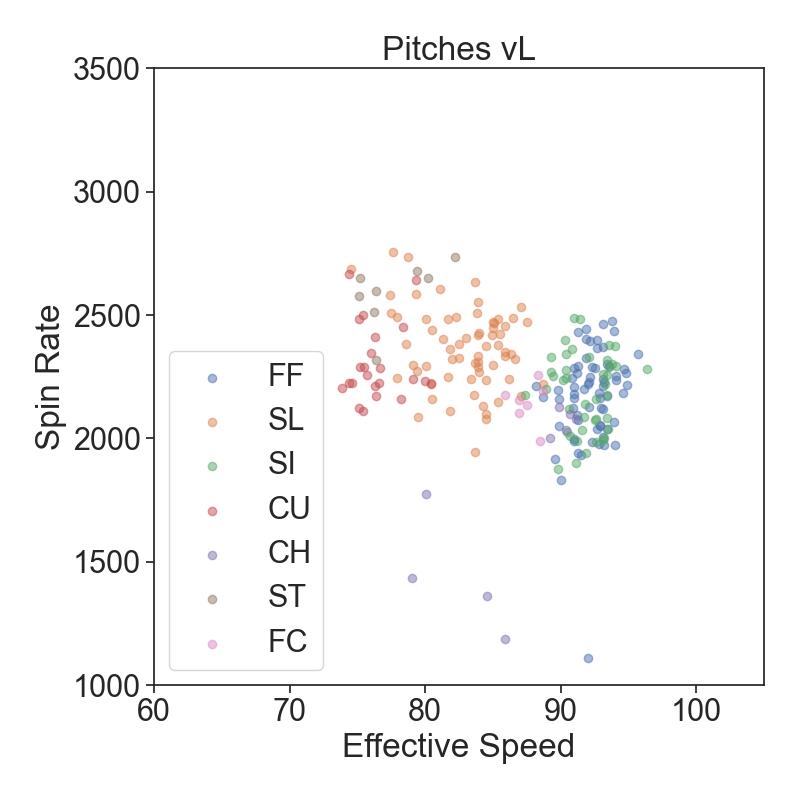 Pitches vL
3500
3000
2500
2000
1500
1000
Spin Rate
FF
SL
SI
CU
CH
ST
FC
60 70 80 90 100
Effective Speed